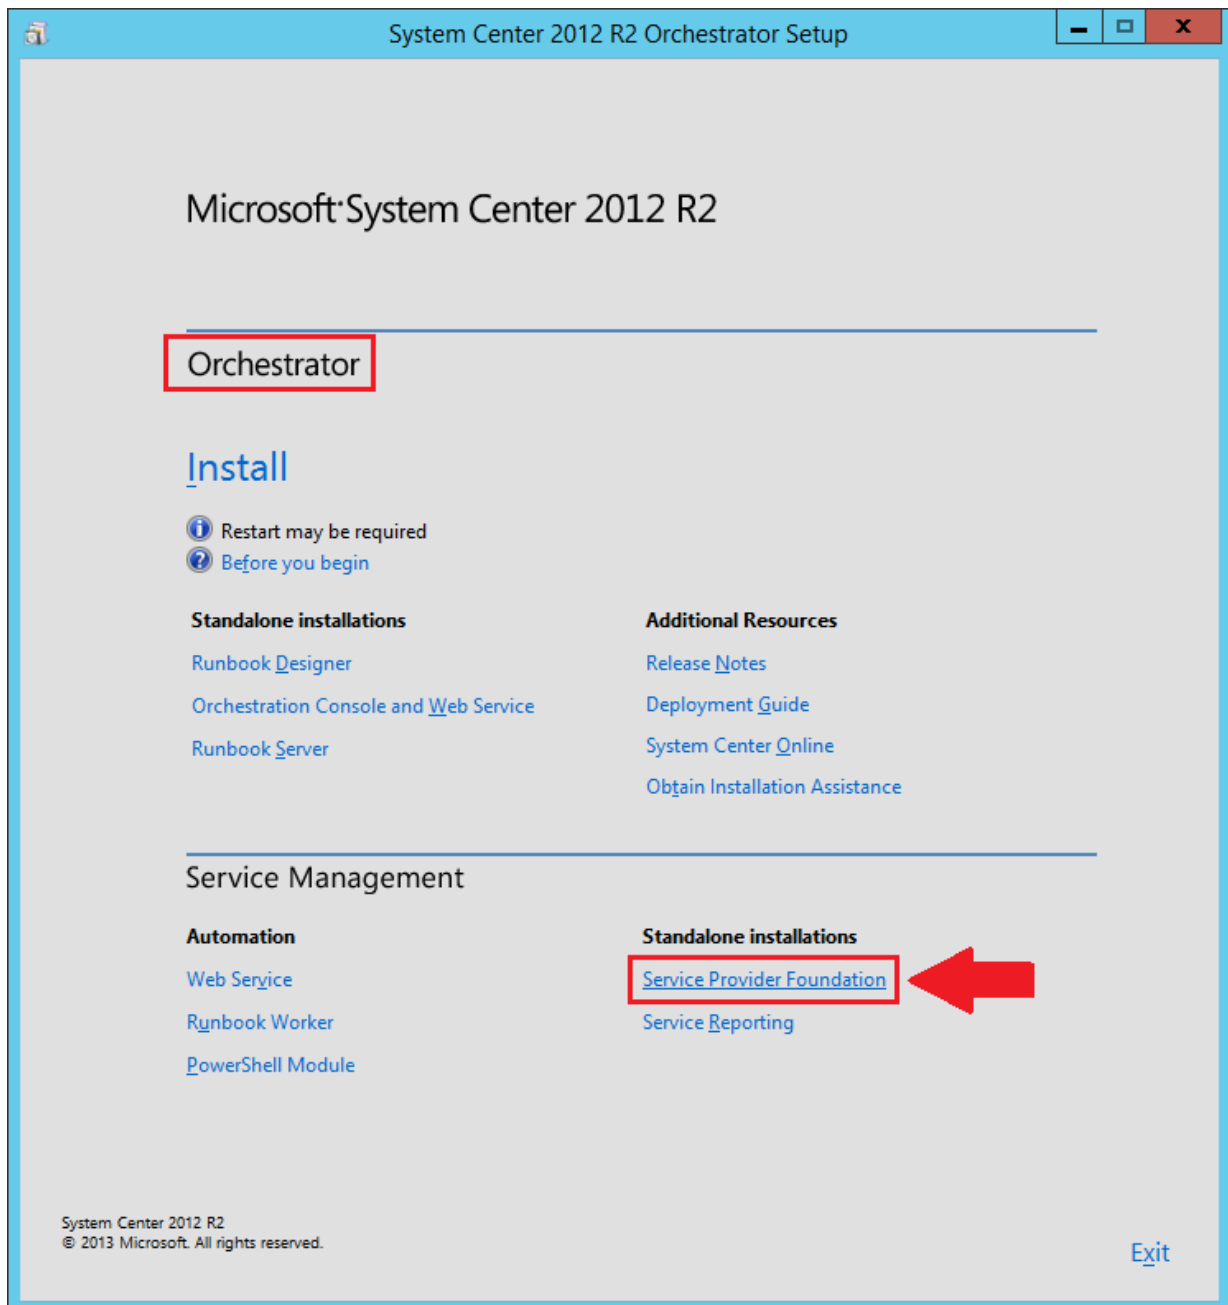 System Center 2012 R2 Orchestrator Setup
Microsoft System Center 2012 R2
Orchestrator
Install
Restart may be required
Before you begin
Standalone installations
Runbook Designer
Orchestration Console and Web Service
Runbook Server
Additional Resources
Release Notes
Deployment Guide
System Center Online
Obtain Installation Assistance
Service Management
Automation
Web Service
Runbook Worker
PowerShell Module
Standalone installations
Service Provider Foundation
Service Reporting
System Center 2012 R2
© 2013 Microsoft. All rights reserved.
Exit